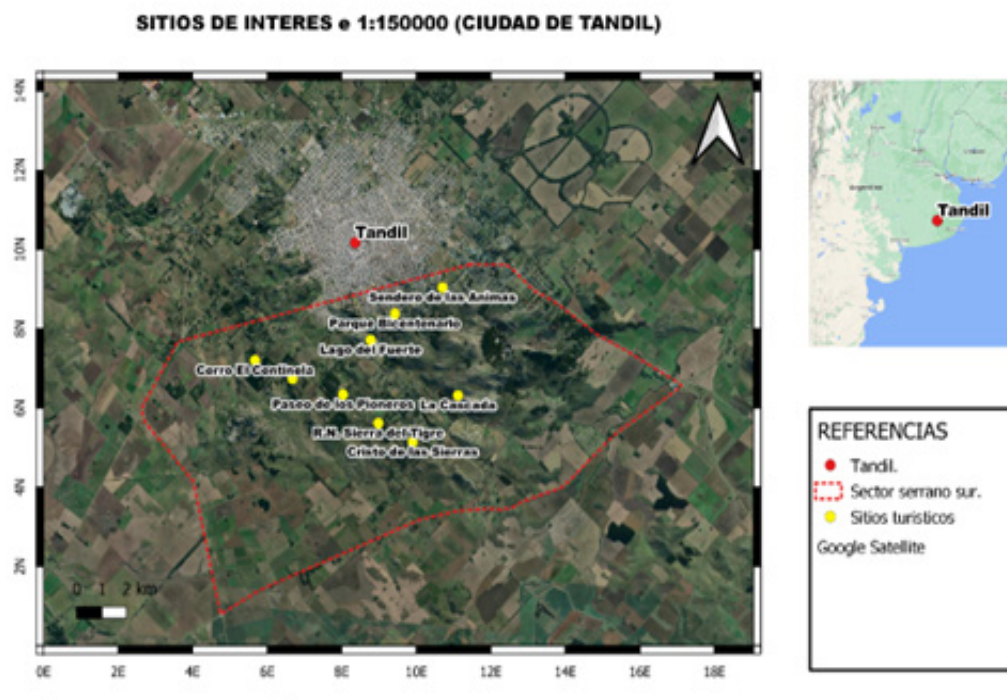 SITIOS DE INTERES e 1:150000 (CIUDAD DE TANDIL)
14N
12N
10N
8N
6N
4N
2N
0E
2E
4E
6E
8E
10E
12E
14E
16E
18E
Tandil
Sendero de las Animas
Parque Bicentenario
Lago del Fuerte
Cerro El Centinela
Paseo de los Pioneros
La Cascada
R.N. Sierra del Tigre
Cristo de las Sierras
0 1 2 km
Tandil
REFERENCIAS
Tandil.
Sector serrano sur.
Sitios turisticos
Google Satellite